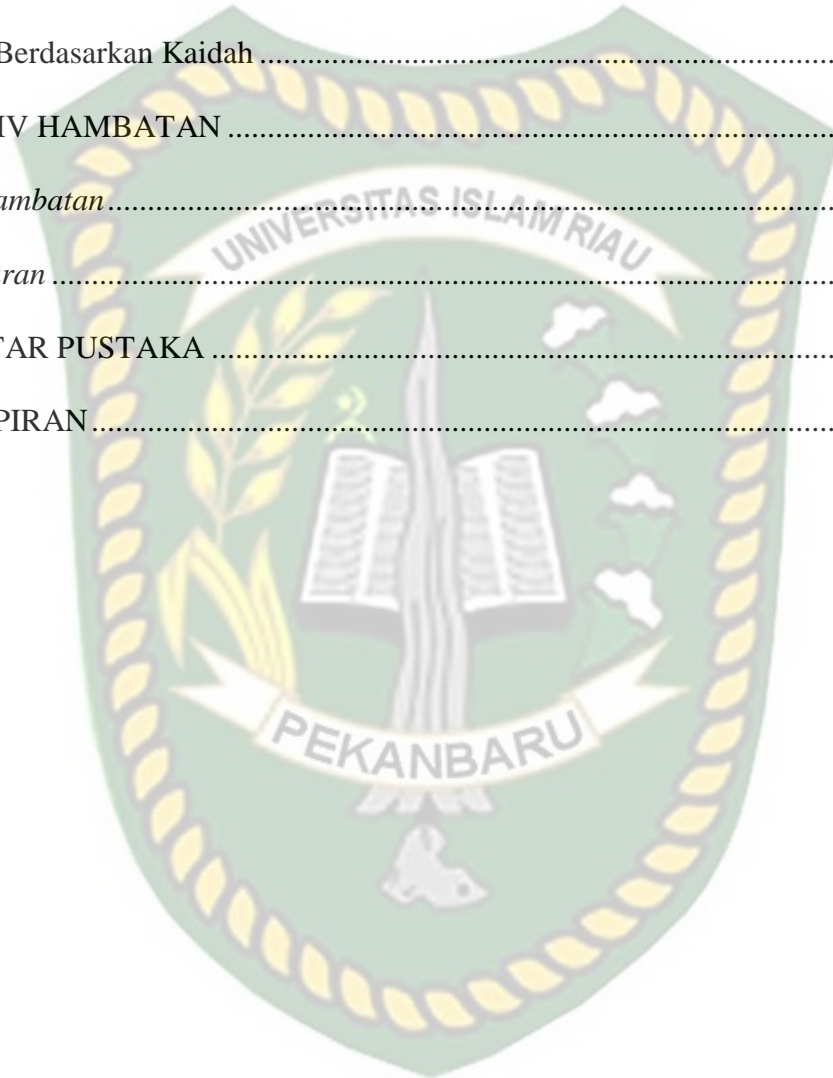 Berdasarkan Kaidah ........................................................................
IV HAMBATAN ............................................................................
ambatan...........................................................................................
ran ..................................................................................................
TAR PUSTAKA ..............................................................................
PIRAN.............................................................................................
UNIVERSITAS ISLAM RIAU
PEKANBARU